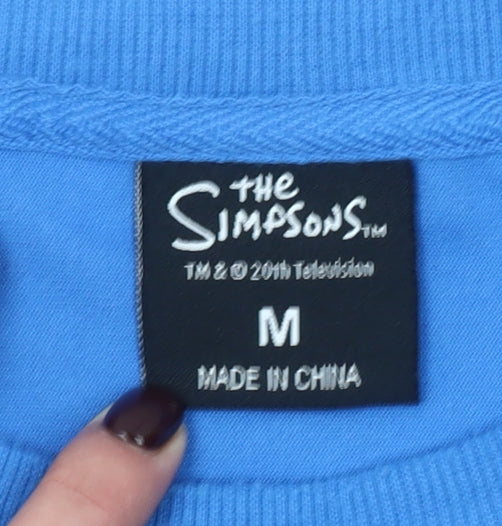 THE
SIMPSONS™
TM & © 20th Television
M
MADE IN CHINA